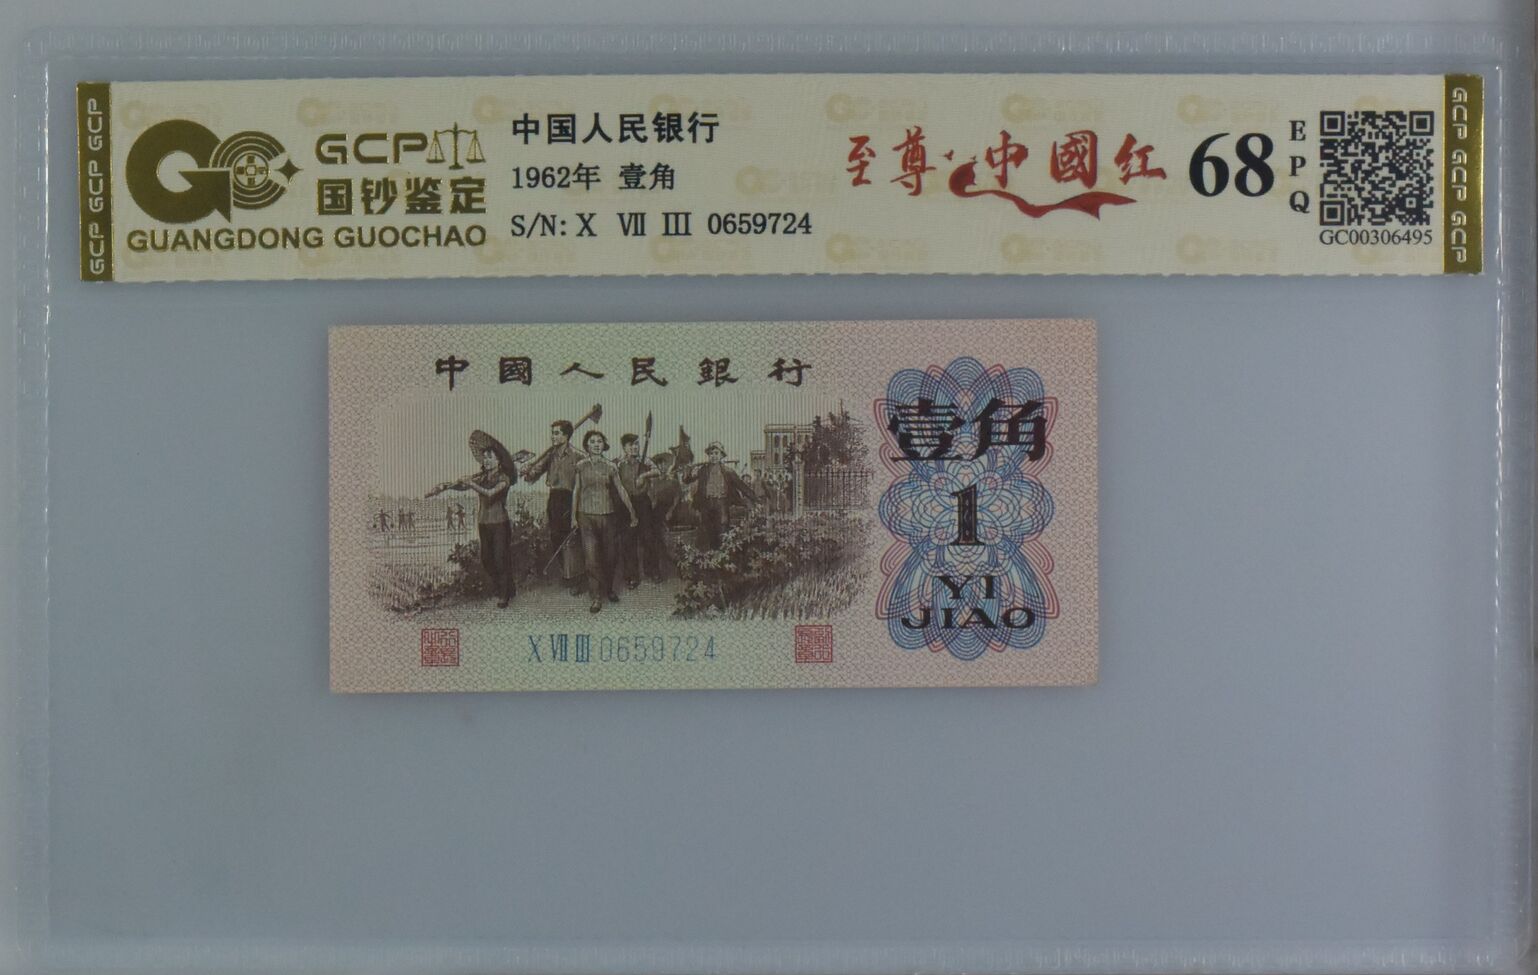 GCP GCP GCP
GCP
国钞鉴定
GUANGDONG GUOCHAO
中国人民银行
1962年 壹角
S/N: X Ⅶ Ⅲ 0659724
至尊·中國红
68
EPQ
GC00306495
GCP GCP GCP
中國人民銀行
壹角
1
YI
JIAO
X Ⅶ Ⅲ 0659724